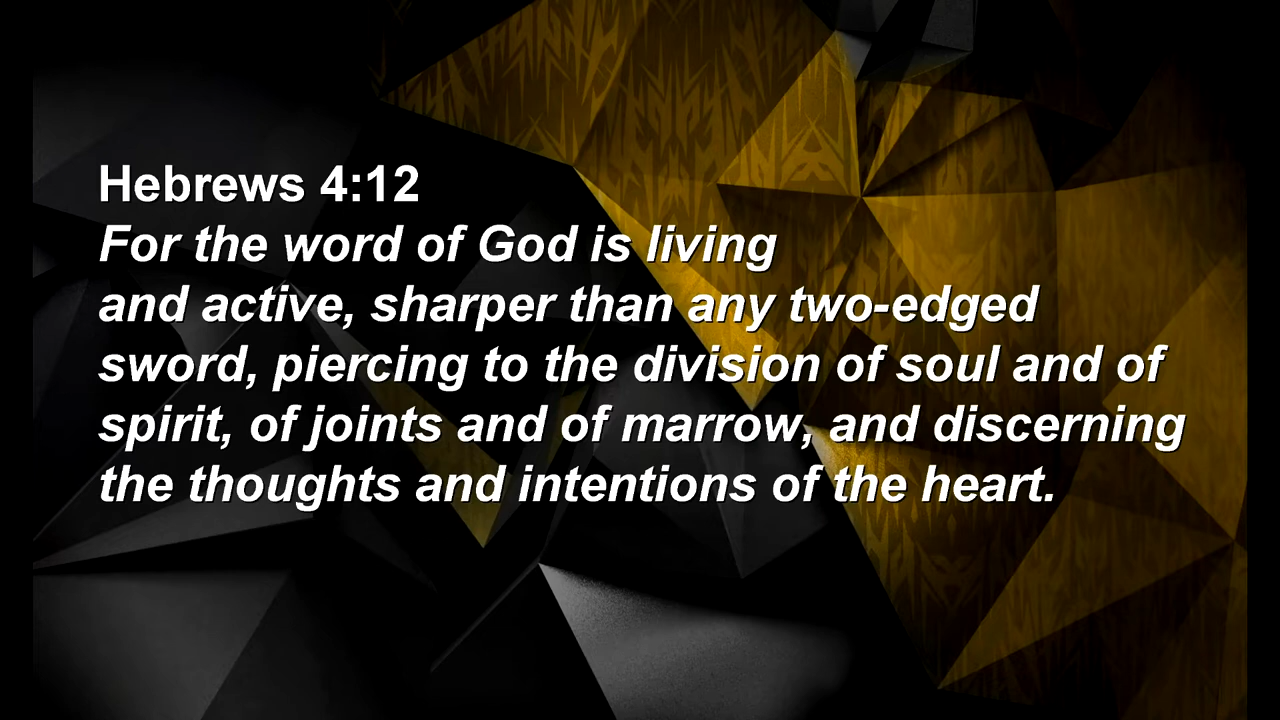 Hebrews 4:12
For the word of God is living
and active, sharper than any two-edged
sword, piercing to the division of soul and of
spirit, of joints and of marrow, and discerning
the thoughts and intentions of the heart.